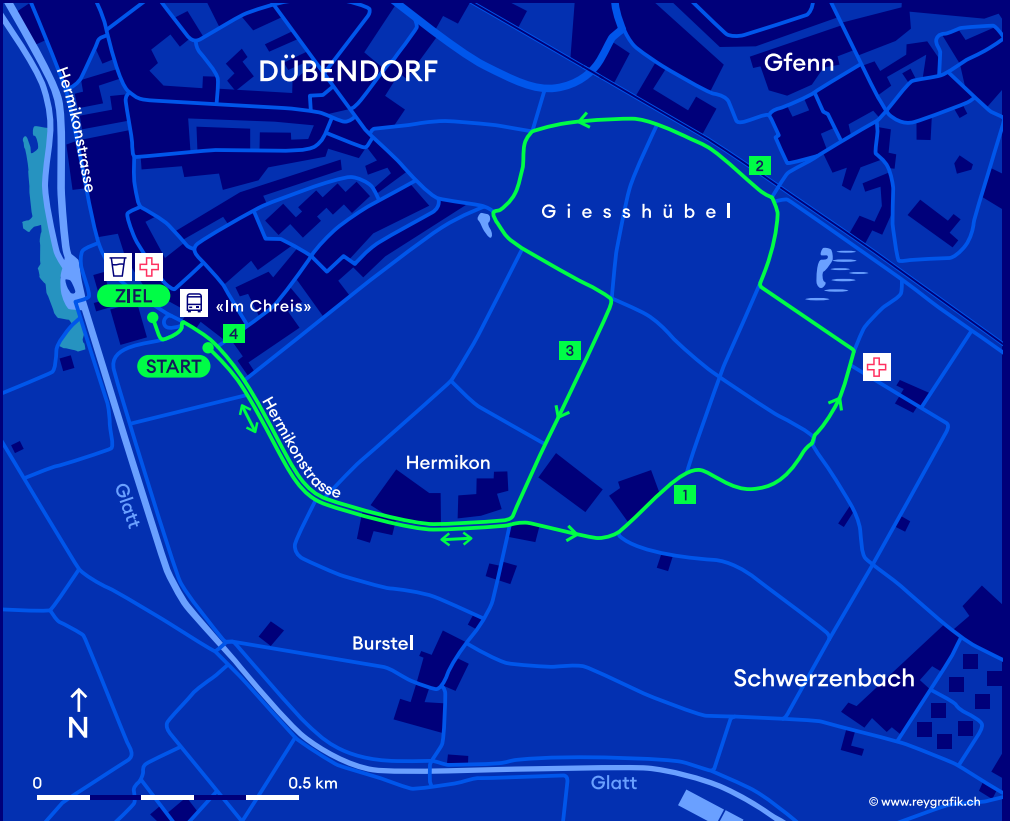 DÜBENDORF
Gfenn
Hermikonstrasse
2
Giesshübel
ZIEL
«Im Chreis»
4
START
3
Hermikonstrasse
Hermikon
1
Glatt
Burstel
Schwerzenbach
N
0
0.5 km
Glatt
© www.reygrafik.ch